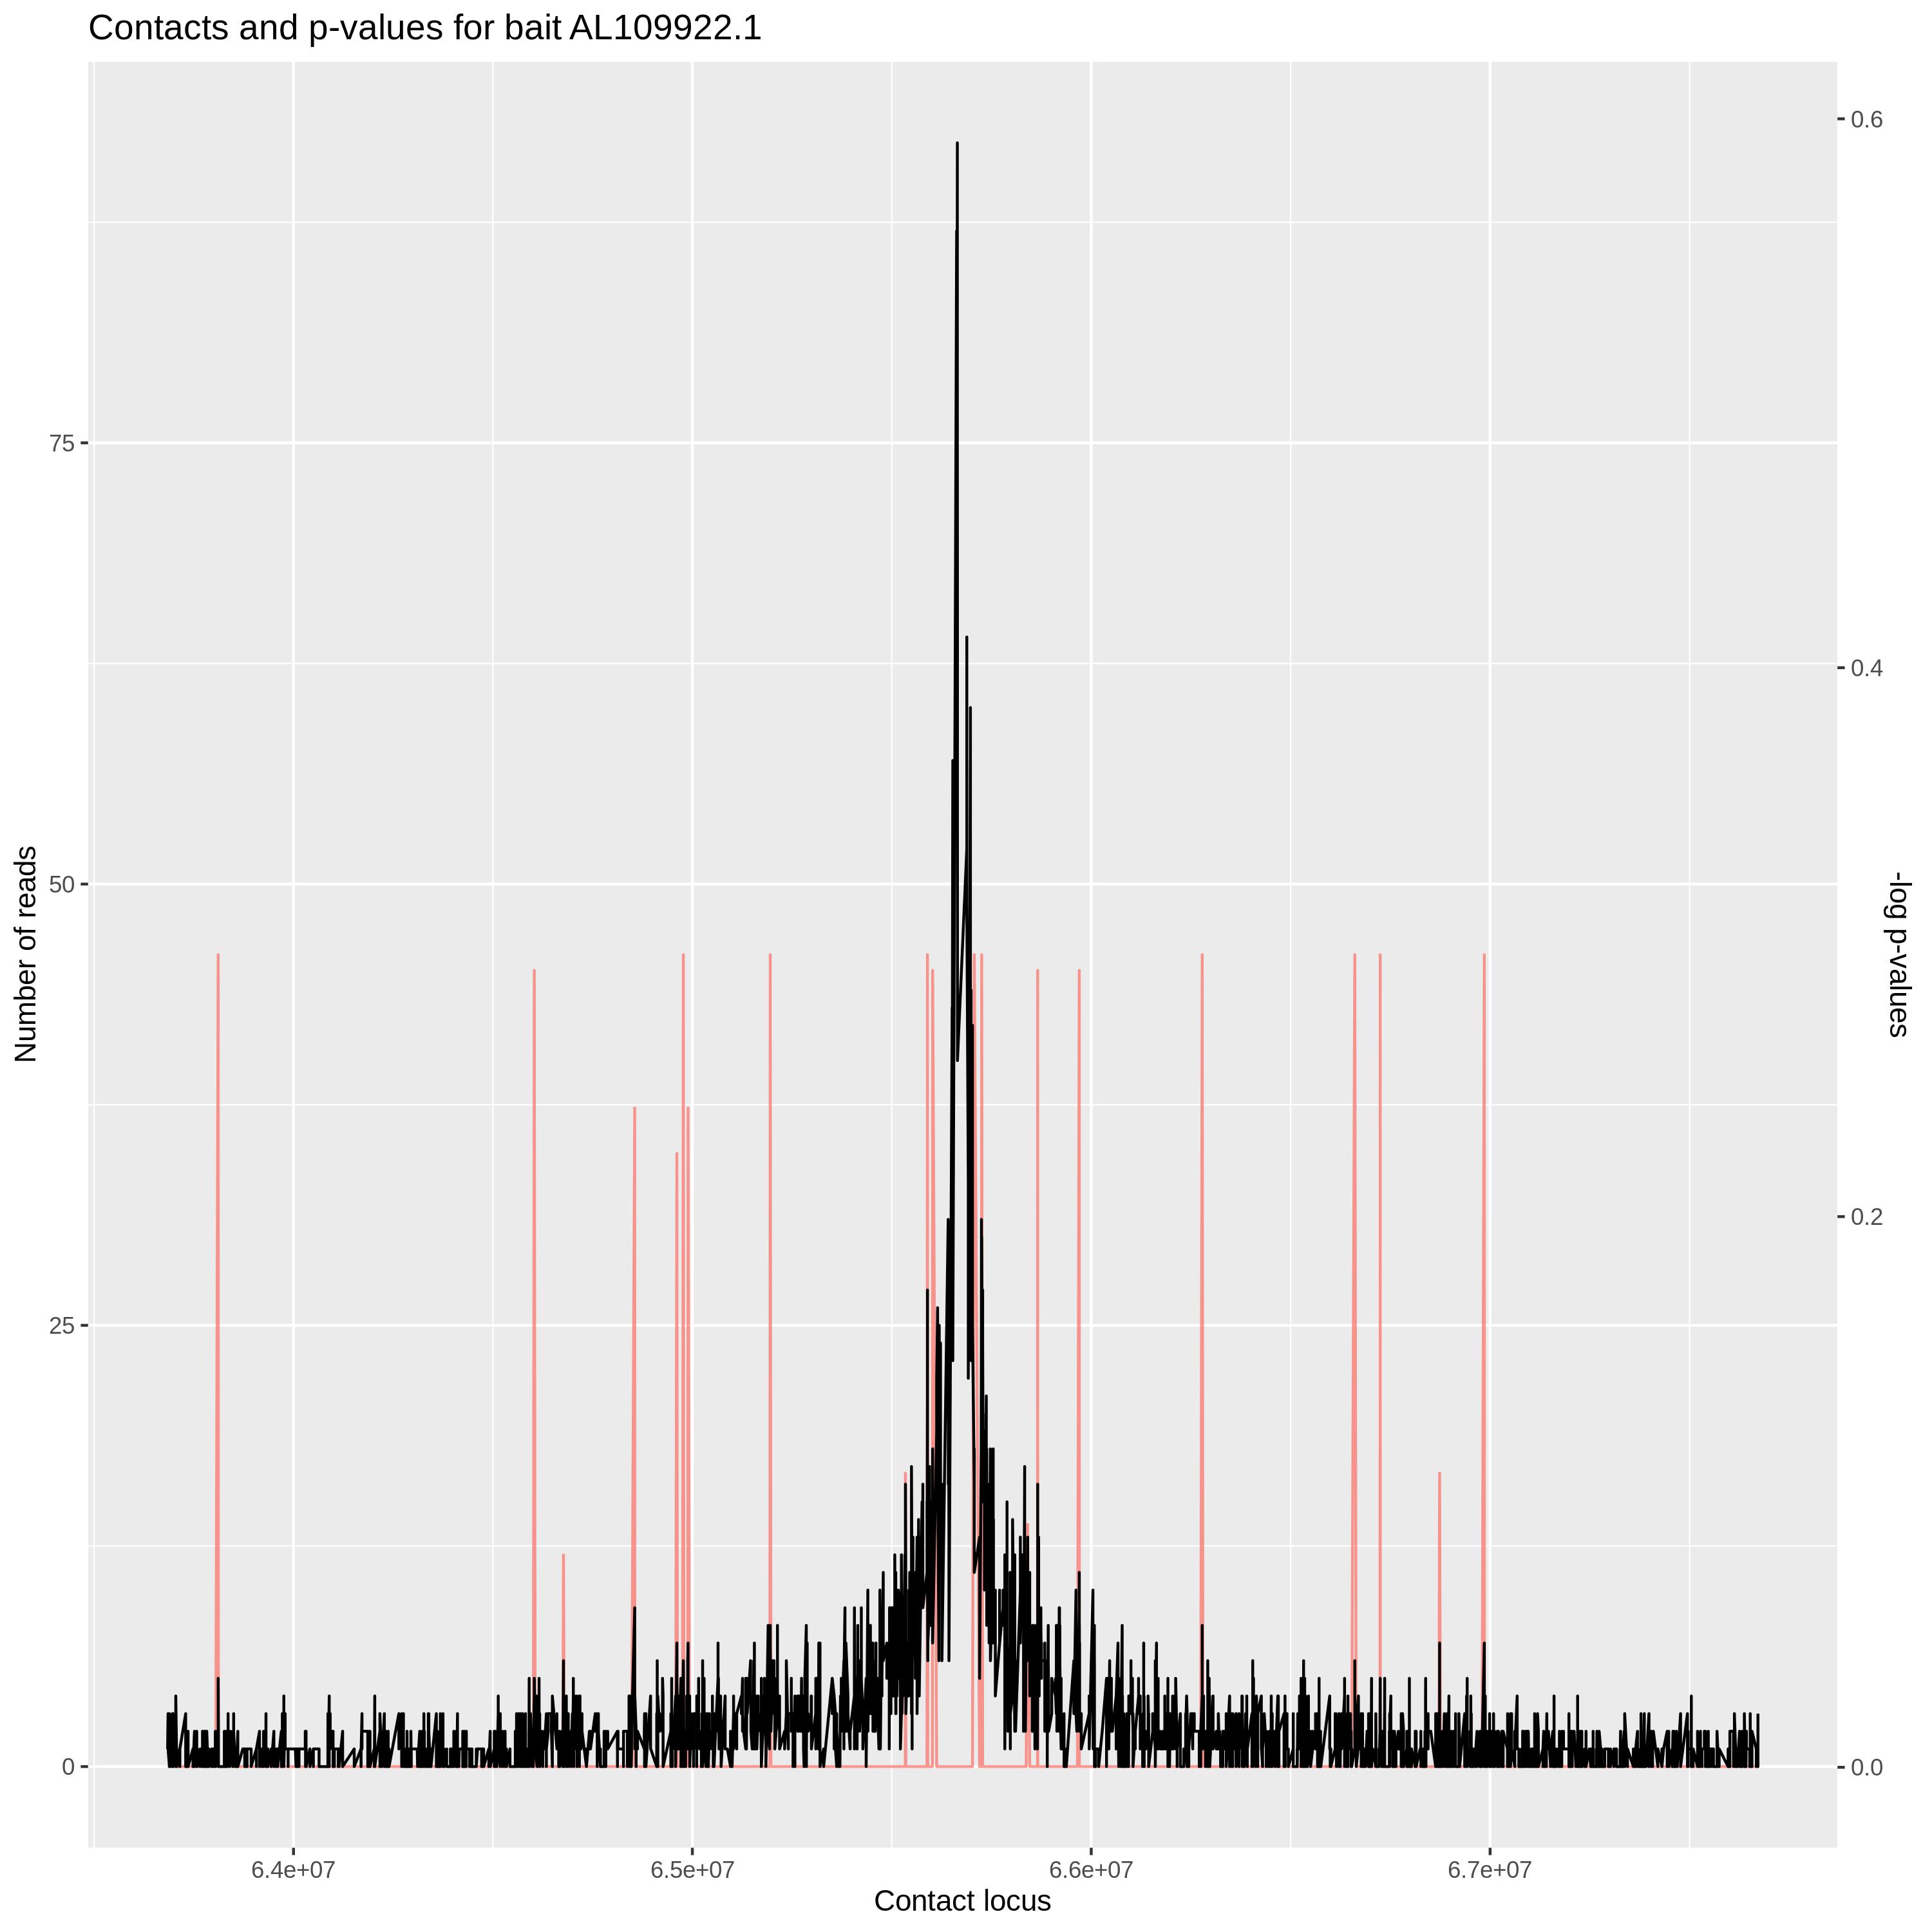 Contacts and p-values for bait AL109922.1
Number of reads
75
50
25
0
0.6
0.4
0.2
0.0
-log p-values
6.4e+07
6.5e+07
6.6e+07
6.7e+07
Contact locus